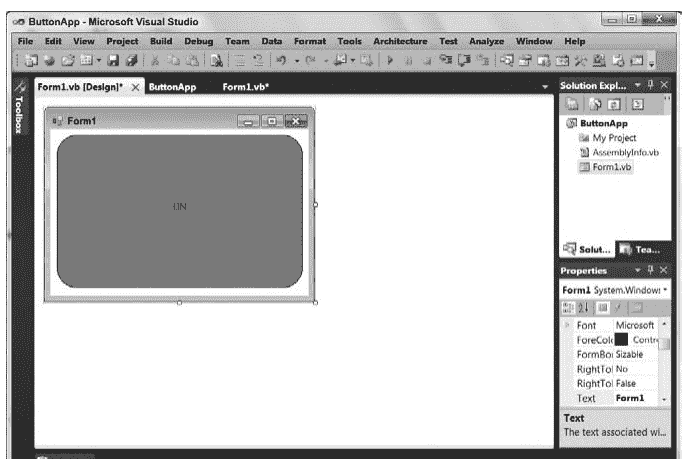 ButtonApp - Microsoft Visual Studio
File Edit View Project Build Debug Team Data Format Tools Architecture Test Analyze Window Help
Toolbox
Form1.vb [Design]* ButtonApp Form1.vb*
Form1
Solution Expl...
ButtonApp
My Project
AssemblyInfo.vb
Form1.vb
Solut... Tea...
Properties
Form1 System.Windows
Font Microsoft
ForeColo Contro
FormBor Sizable
RightToL No
RightToL False
Text Form1
Text
The text associated wi...